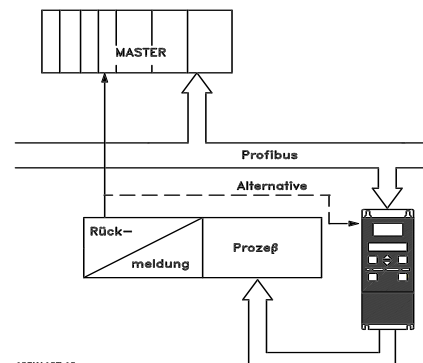 MASTER
Profibus
Alternative
Rück-
meldung
Prozeß